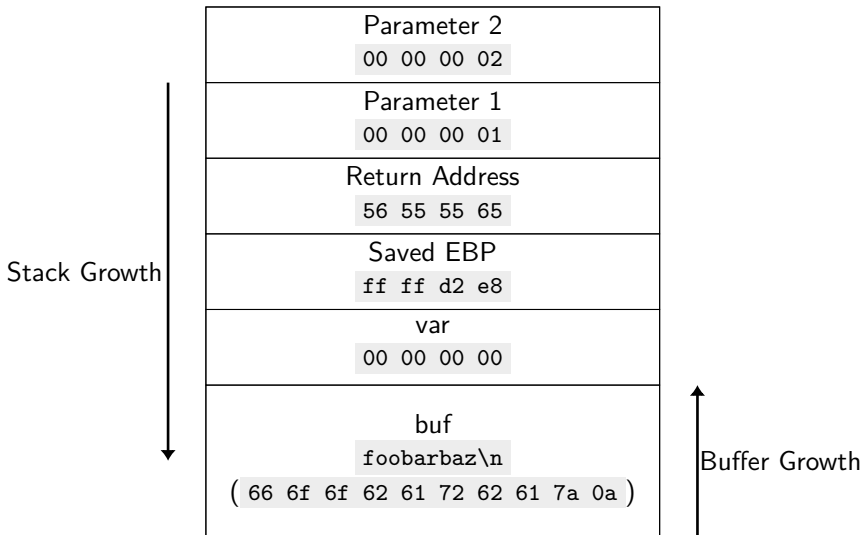 Parameter 2
00 00 00 02
Parameter 1
00 00 00 01
Return Address
56 55 55 65
Stack Growth
Saved EBP
ff ff d2 e8
var
00 00 00 00
buf
foobarbaz\n
Buffer Growth
(66 6f 6f 62 61 72 62 61 7a 0a)